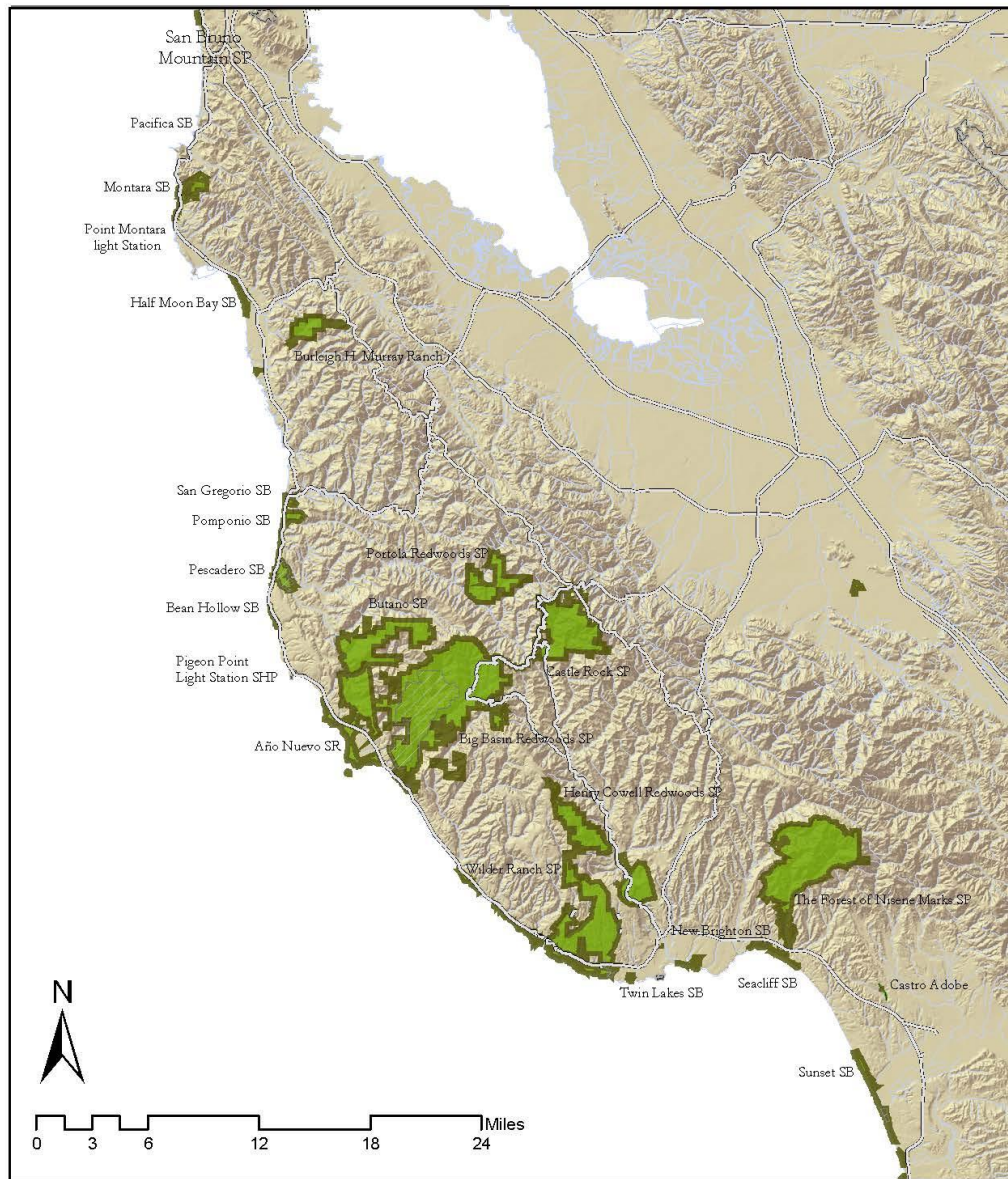 San Bruno
Mountain SP
Pacifica SB
Montara SB
Point Montara
light Station
Half Moon Bay SB
Burleigh H. Murray Ranch
San Gregorio SB
Pomponio SB
Portola Redwoods SP
Pescadero SB
Bean Hollow SB
Butano SP
Pigeon Point
Light Station SHP
Castle Rock SP
Año Nuevo SR
Big Basin Redwoods SP
Henry Cowell Redwoods SP
Wilder Ranch SP
The Forest of Nisene Marks SP
New Brighton SB
Seacliff SB
Twin Lakes SB
Castro Adobe
Sunset SB
N
Miles
0 3 6 12 18 24